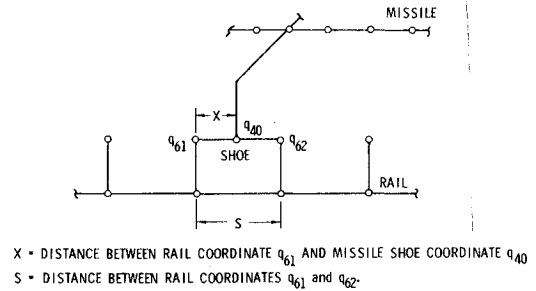 MISSILE
X
q40
q61
q62
SHOE
RAIL
S
X = DISTANCE BETWEEN RAIL COORDINATE q61 AND MISSILE SHOE COORDINATE q40
S = DISTANCE BETWEEN RAIL COORDINATES q61 and q62.